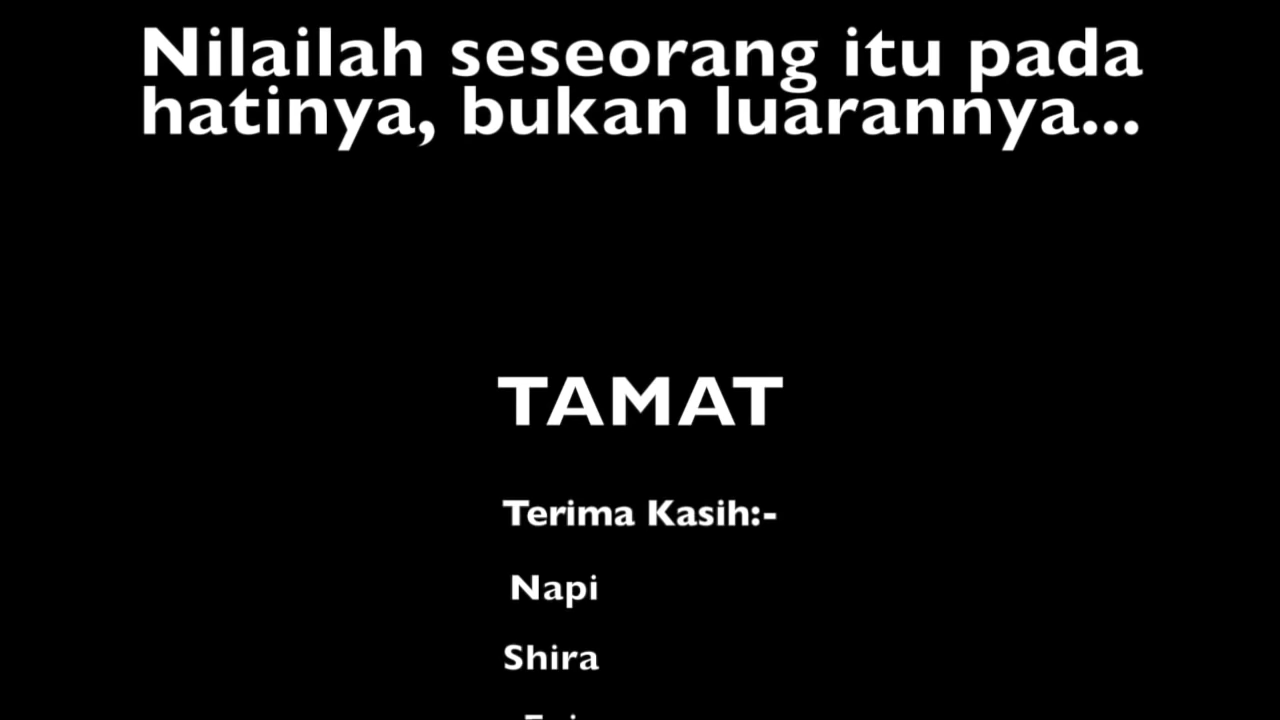 Nilailah seseorang itu pada
hatinya, bukan luarannya...
TAMAT
Terima Kasih:-
Napi
Shira